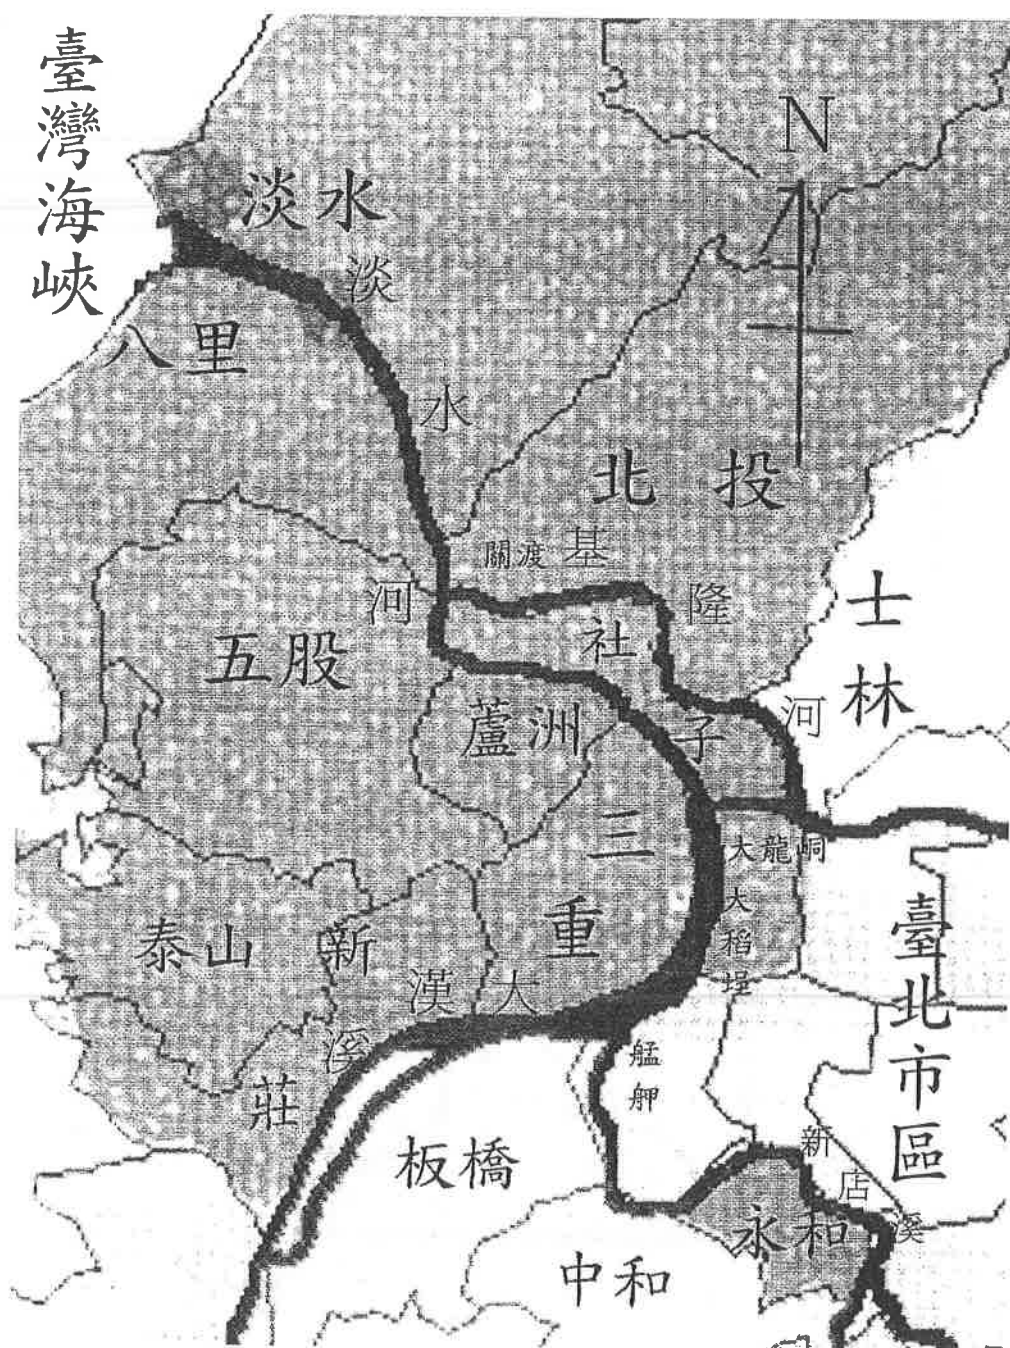 臺灣海峽
N
淡水
淡水河
八里
北投
關渡
基隆河
士林
社子
五股
蘆洲
三重
大龍峒
大稻埕
臺北市區
泰山
新莊
大漢溪
艋舺
板橋
新店溪
永和
中和